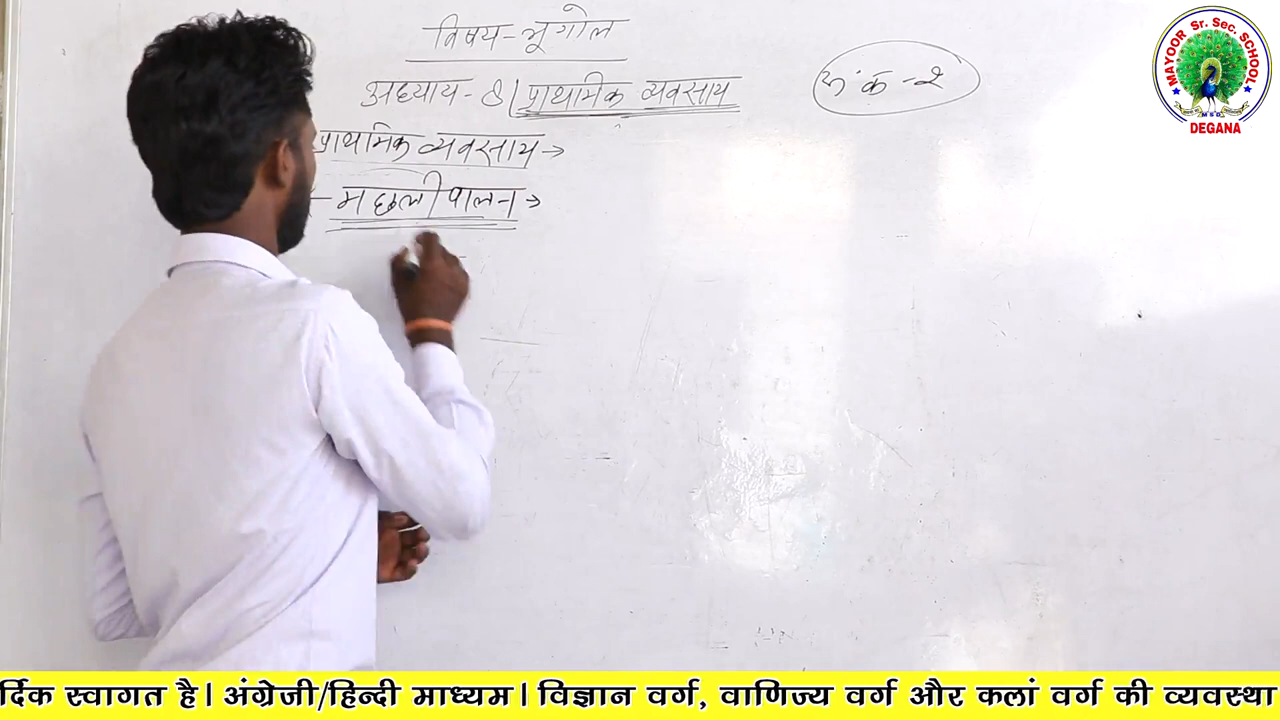 विषय-भूगोल
अध्याय-8 | प्राथमिक व्यवसाय
अंक-2
प्राथमिक व्यवसाय →
- मछली पालन →
MAYOOR Sr. Sec. SCHOOL
MSD
DEGANA
र्दिक स्वागत है। अंग्रेजी/हिन्दी माध्यम। विज्ञान वर्ग, वाणिज्य वर्ग और कलां वर्ग की व्यवस्था